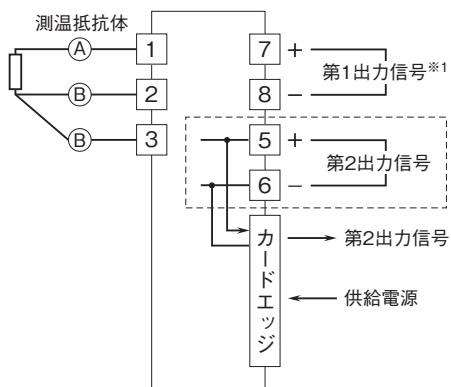 測温抵抗体
A 1
B 2
B 3
7 + 第1出力信号※1
8 −
5 + 第2出力信号
6 −
カードエッジ
第2出力信号
供給電源